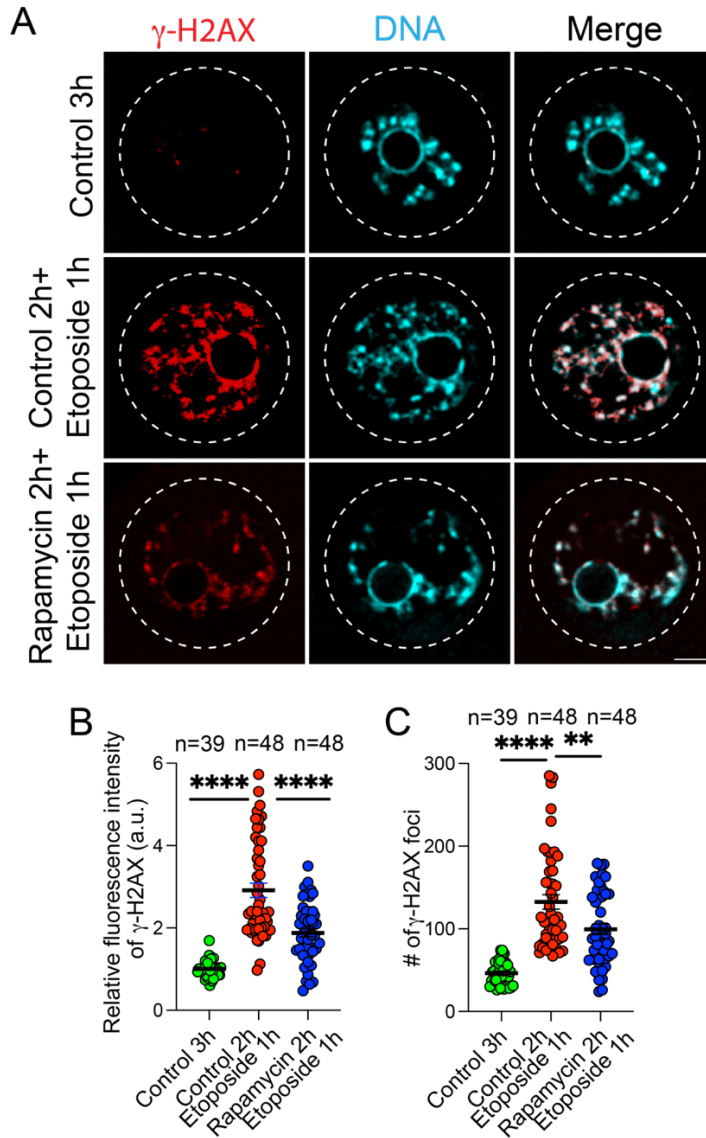 A
γ-H2AX DNA Merge
Control 3h
Control 2h+
Etoposide 1h
Rapamycin 2h+
Etoposide 1h
B
n=39 n=48 n=48
**** ****
Relative fluorescence intensity
of γ-H2AX (a.u.)
6
4
2
0
Control 3h
Control 2h
Etoposide 1h
Rapamycin 2h
Etoposide 1h
C
n=39 n=48 n=48
**** **
# of γ-H2AX foci
300
200
100
0
Control 3h
Control 2h
Etoposide 1h
Rapamycin 2h
Etoposide 1h